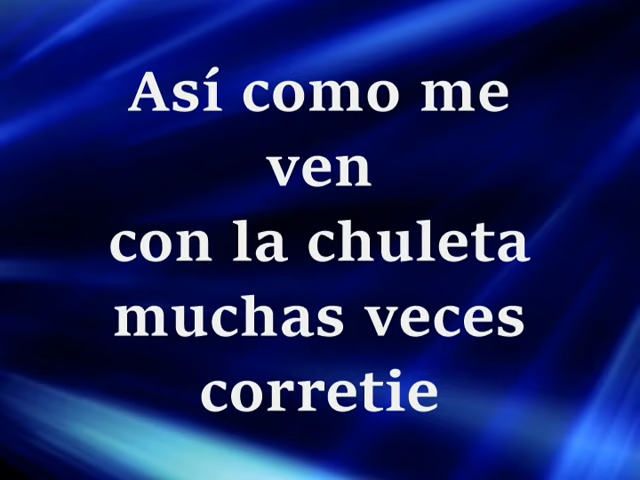 Así como me
ven
con la chuleta
muchas veces
corretie